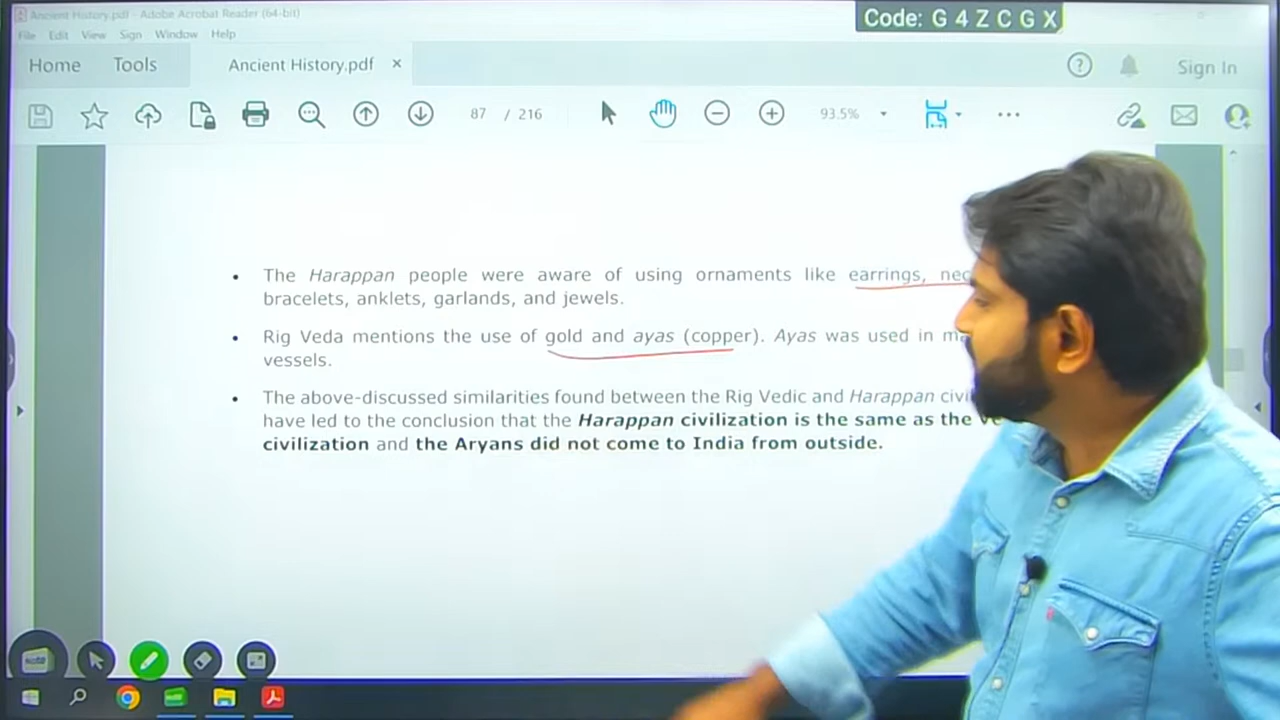 Ancient History.pdf - Adobe Acrobat Reader (64-bit)
Code: G4ZCGX
File Edit View Sign Window Help
Home Tools Ancient History.pdf × Sign In
87 / 216 93.5%
• The Harappan people were aware of using ornaments like earrings,
bracelets, anklets, garlands, and jewels.
• Rig Veda mentions the use of gold and ayas (copper). Ayas was used in
vessels.
• The above-discussed similarities found between the Rig Vedic and Harappan
have led to the conclusion that the Harappan civilization is the same as the
civilization and the Aryans did not come to India from outside.